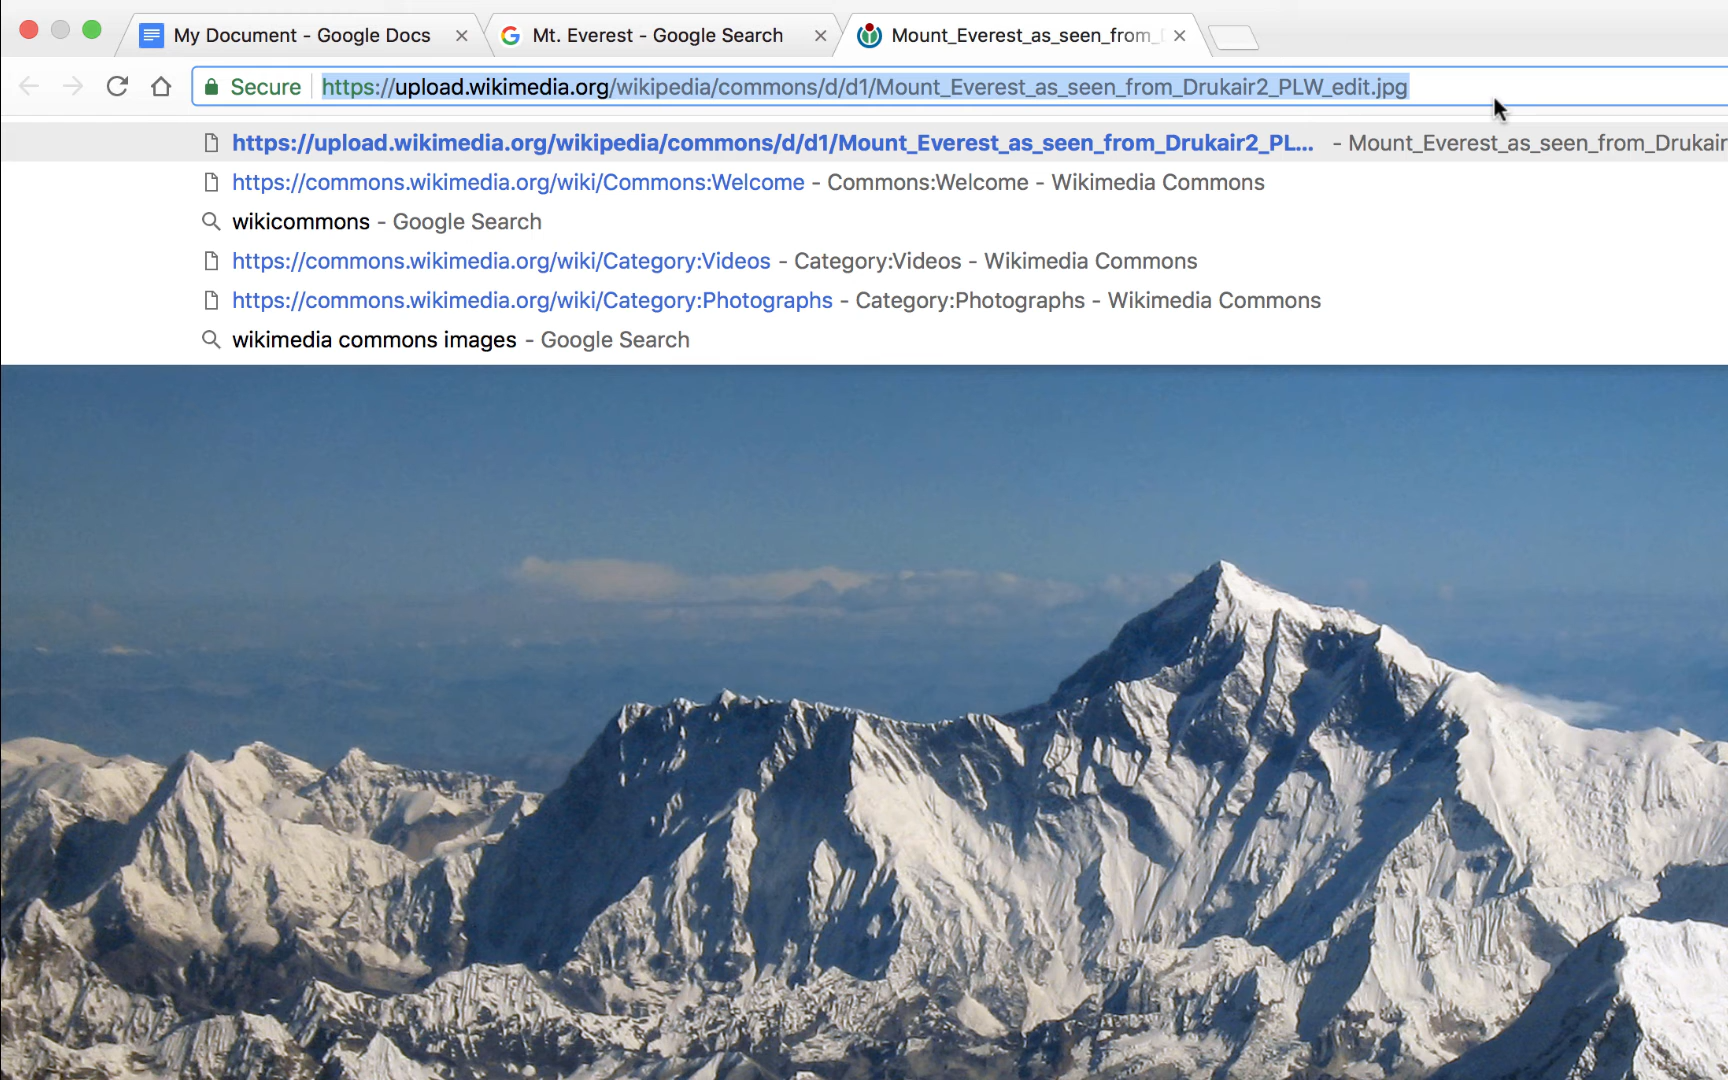 My Document - Google Docs
Mt. Everest - Google Search
Mount_Everest_as_seen_from_
Secure
https://upload.wikimedia.org/wikipedia/commons/d/d1/Mount_Everest_as_seen_from_Drukair2_PLW_edit.jpg
https://upload.wikimedia.org/wikipedia/commons/d/d1/Mount_Everest_as_seen_from_Drukair2_PL... - Mount_Everest_as_seen_from_Drukair
https://commons.wikimedia.org/wiki/Commons:Welcome - Commons:Welcome - Wikimedia Commons
wikicommons - Google Search
https://commons.wikimedia.org/wiki/Category:Videos - Category:Videos - Wikimedia Commons
https://commons.wikimedia.org/wiki/Category:Photographs - Category:Photographs - Wikimedia Commons
wikimedia commons images - Google Search